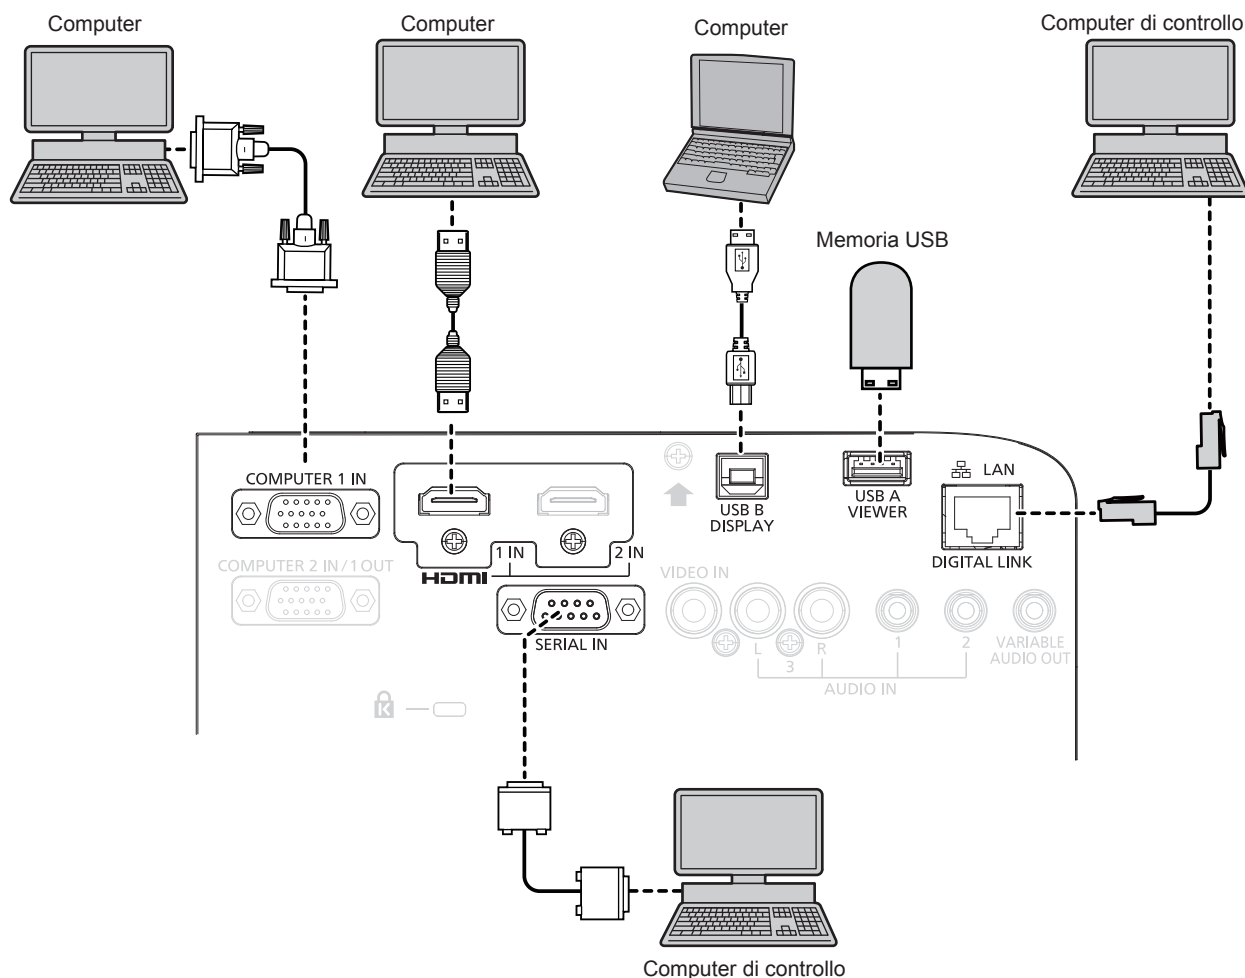 Computer
Computer
Computer
Computer di controllo
Memoria USB
COMPUTER 1 IN
COMPUTER 2 IN / 1 OUT
HDMI
1 IN
2 IN
SERIAL IN
USB B
DISPLAY
USB A
VIEWER
LAN
DIGITAL LINK
VIDEO IN
L
R
3
1
2
AUDIO IN
VARIABLE
AUDIO OUT
K
Computer di controllo